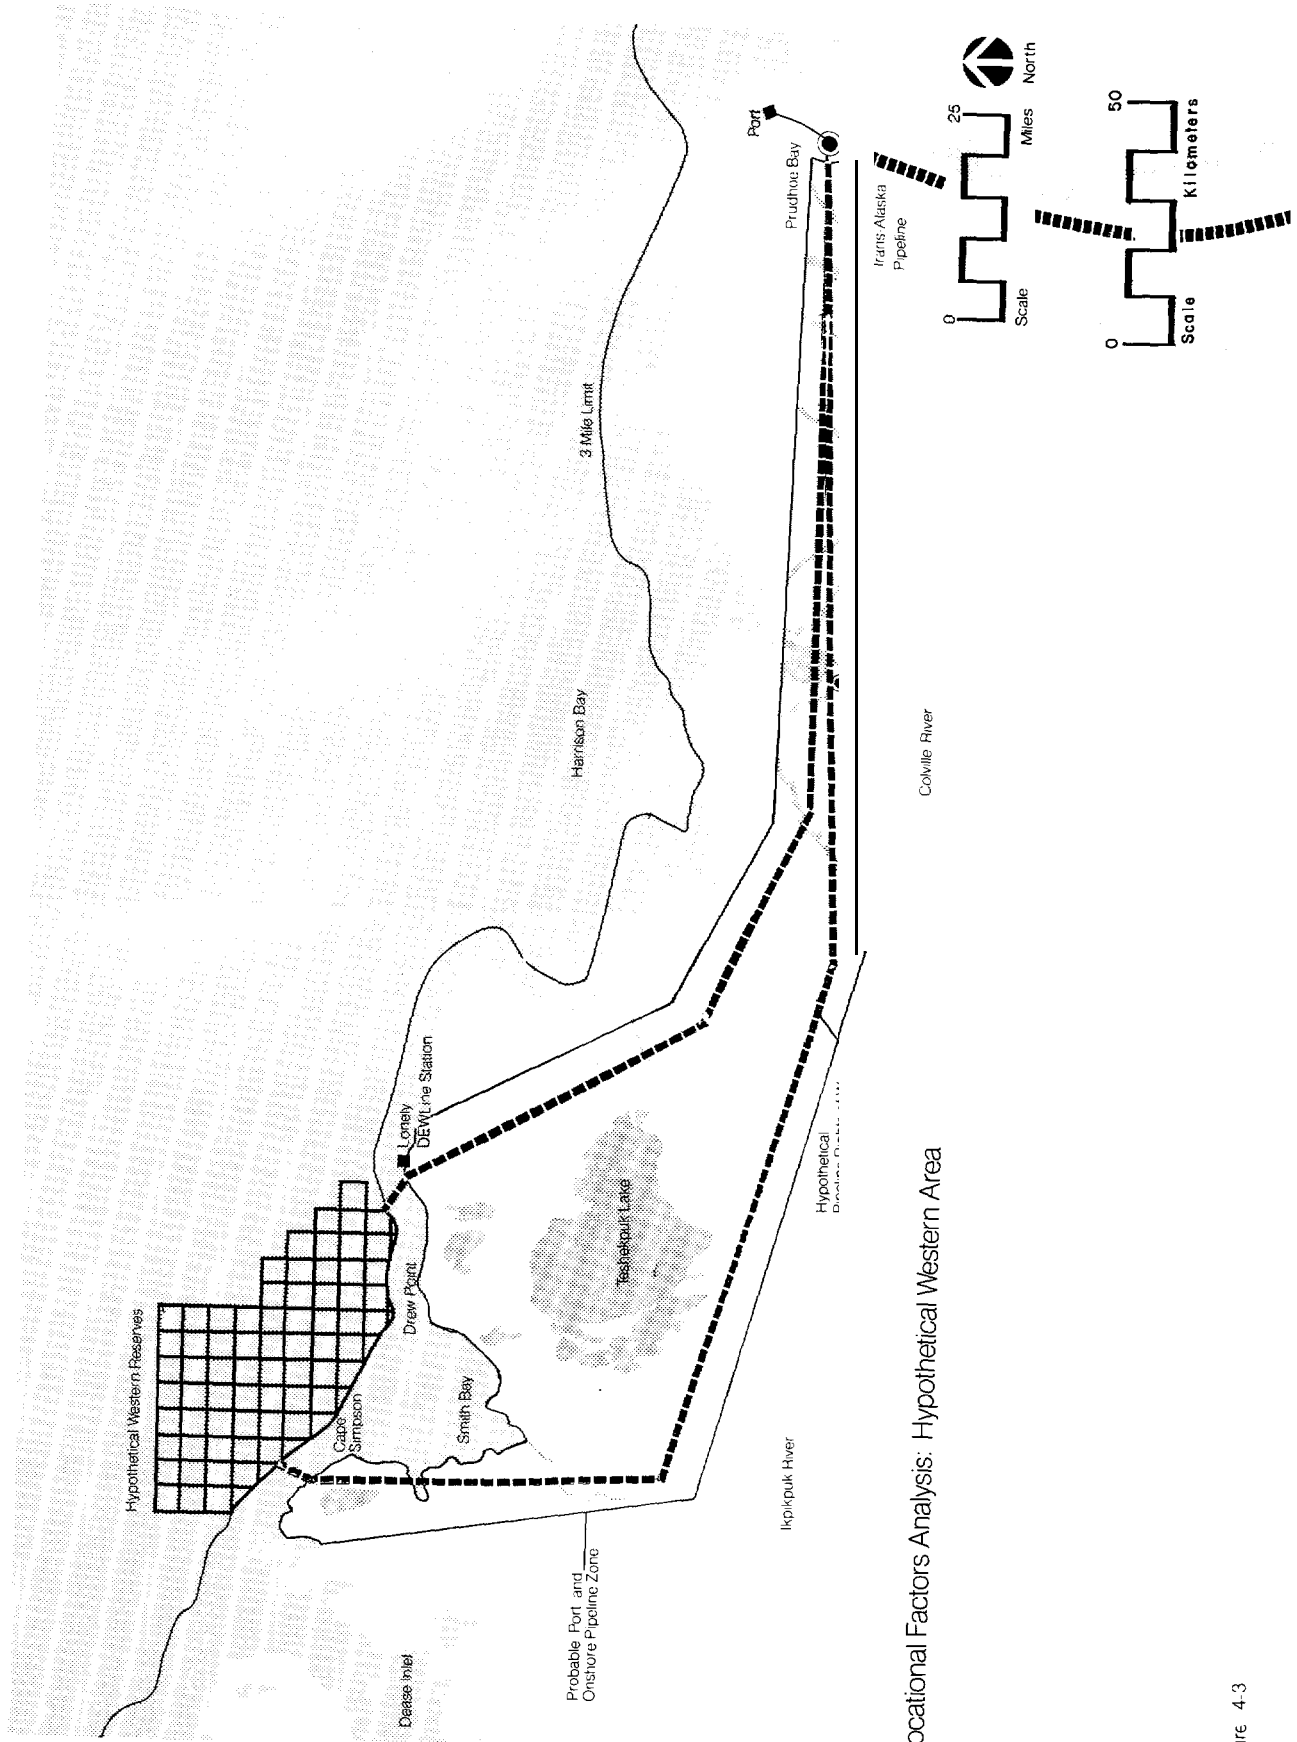 Port
Prudhoe Bay
Trans-Alaska
Pipeline
3 Mile Limit
Harrison Bay
Colville River
Lonely
DEWLine Station
Hypothetical Western Reserves
Drew Point
Cape
Simpson
Smith Bay
Teshekpuk Lake
Hypothetical
Ikpikpuk River
Probable Port and
Onshore Pipeline Zone
Dease Inlet
North
0
25
Scale
Miles
0
50
Scale
Kilometers
ocational Factors Analysis: Hypothetical Western Area
4-3